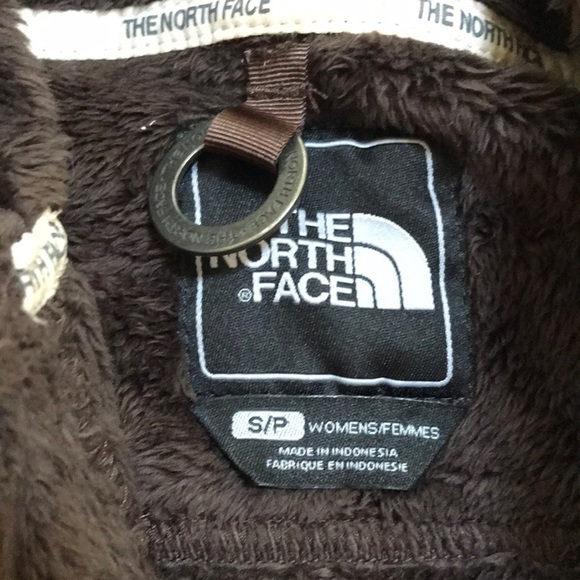 THE NORTH FACE
THE NORTH FACE
THE
NORTH
FACE
®
S/P WOMENS/FEMMES
MADE IN INDONESIA
FABRIQUE EN INDONESIE